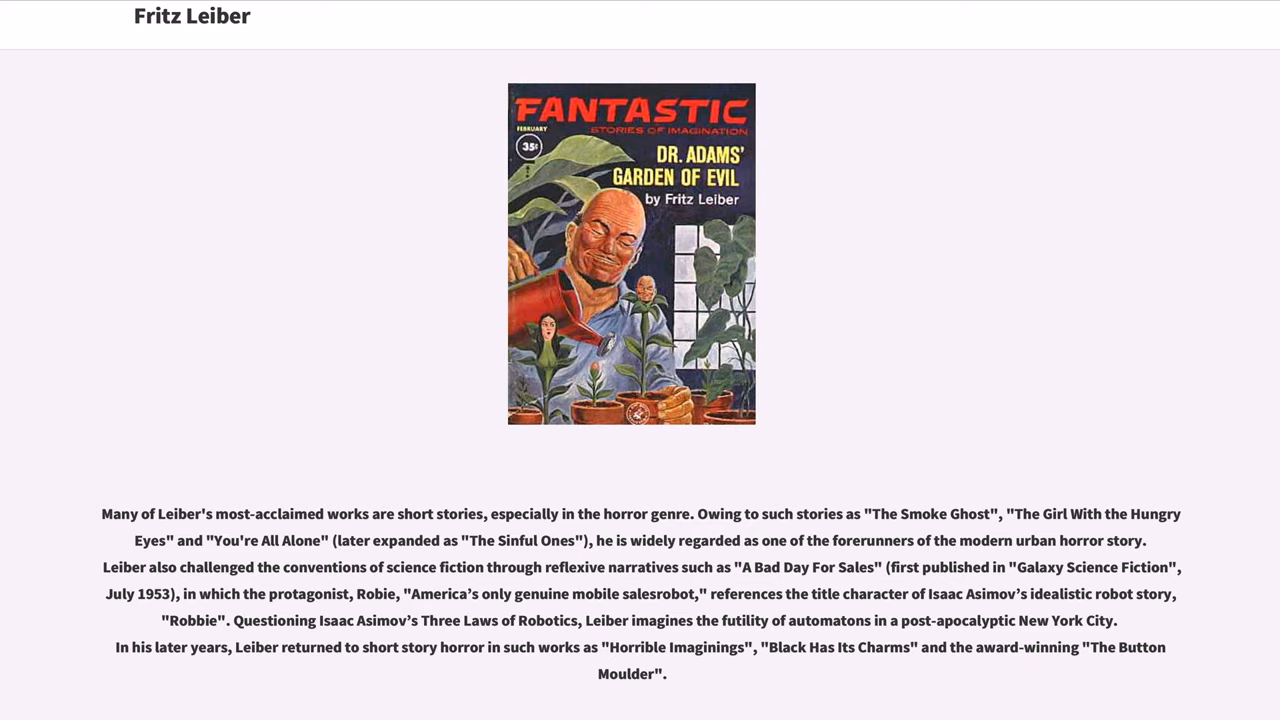 Fritz Leiber
FANTASTIC
STORIES OF IMAGINATION
FEBRUARY
35¢
DR. ADAMS'
GARDEN OF EVIL
by Fritz Leiber
Many of Leiber's most-acclaimed works are short stories, especially in the horror genre. Owing to such stories as "The Smoke Ghost", "The Girl With the Hungry
Eyes" and "You're All Alone" (later expanded as "The Sinful Ones"), he is widely regarded as one of the forerunners of the modern urban horror story.
Leiber also challenged the conventions of science fiction through reflexive narratives such as "A Bad Day For Sales" (first published in "Galaxy Science Fiction",
July 1953), in which the protagonist, Robie, "America’s only genuine mobile salesrobot," references the title character of Isaac Asimov’s idealistic robot story,
"Robbie". Questioning Isaac Asimov’s Three Laws of Robotics, Leiber imagines the futility of automatons in a post-apocalyptic New York City.
In his later years, Leiber returned to short story horror in such works as "Horrible Imaginings", "Black Has Its Charms" and the award-winning "The Button
Moulder".